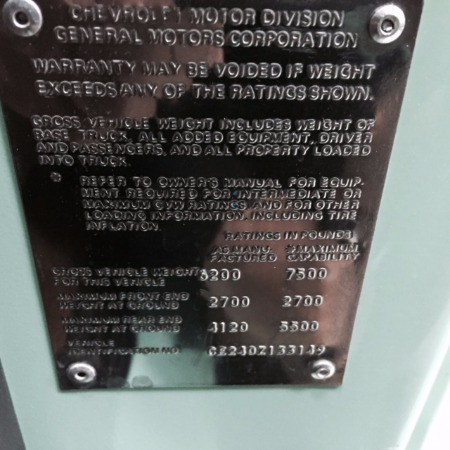 CHEVROLET MOTOR DIVISION
GENERAL MOTORS CORPORATION
WARRANTY MAY BE VOIDED IF WEIGHT
EXCEEDS ANY OF THE RATINGS SHOWN.
GROSS VEHICLE WEIGHT INCLUDES WEIGHT OF
BASE TRUCK, ALL ADDED EQUIPMENT, DRIVER
AND PASSENGERS, AND ALL PROPERTY LOADED
INTO TRUCK.
* REFER TO OWNER'S MANUAL FOR EQUIP-
MENT REQUIRED FOR INTERMEDIATE OR
MAXIMUM GVW RATINGS AND FOR OTHER
LOADING INFORMATION, INCLUDING TIRE
INFLATION.
RATINGS IN POUNDS
AS MANU- *MAXIMUM
FACTURED CAPABILITY
GROSS VEHICLE WEIGHT 6200 7500
FOR THIS VEHICLE
MAXIMUM FRONT END 2700 2700
WEIGHT AT GROUND
MAXIMUM REAR END 4120 5500
WEIGHT AT GROUND
VEHICLE
IDENTIFICATION NO.